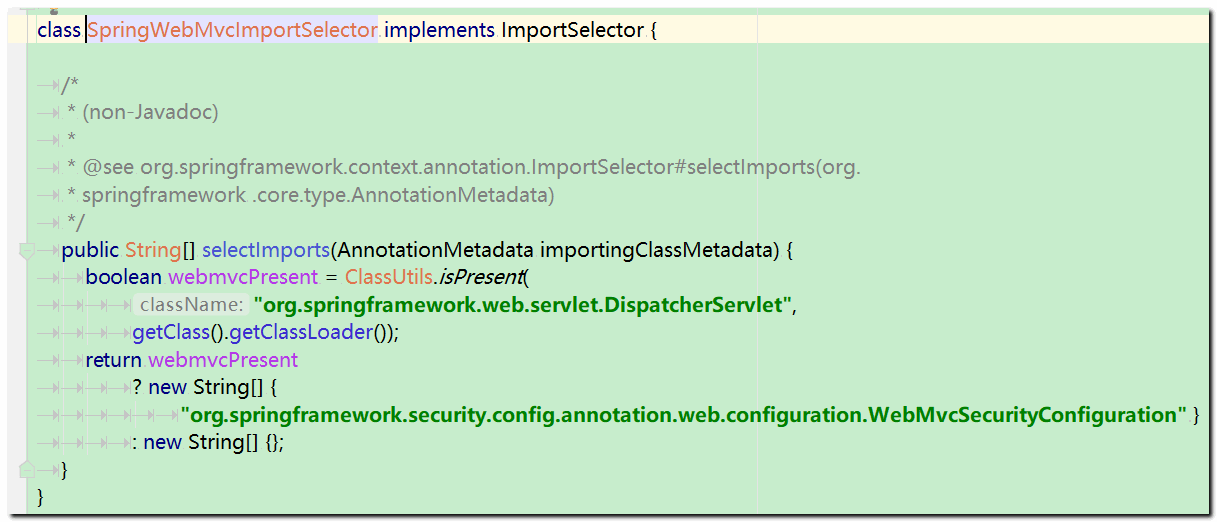 class SpringWebMvcImportSelector implements ImportSelector {
/*
* (non-Javadoc)
*
* @see org.springframework.context.annotation.ImportSelector#selectImports(org.
* springframework .core.type.AnnotationMetadata)
*/
public String[] selectImports(AnnotationMetadata importingClassMetadata) {
boolean webmvcPresent = ClassUtils.isPresent(
className: "org.springframework.web.servlet.DispatcherServlet",
getClass().getClassLoader());
return webmvcPresent
? new String[] {
"org.springframework.security.config.annotation.web.configuration.WebMvcSecurityConfiguration" }
: new String[] {};
}
}